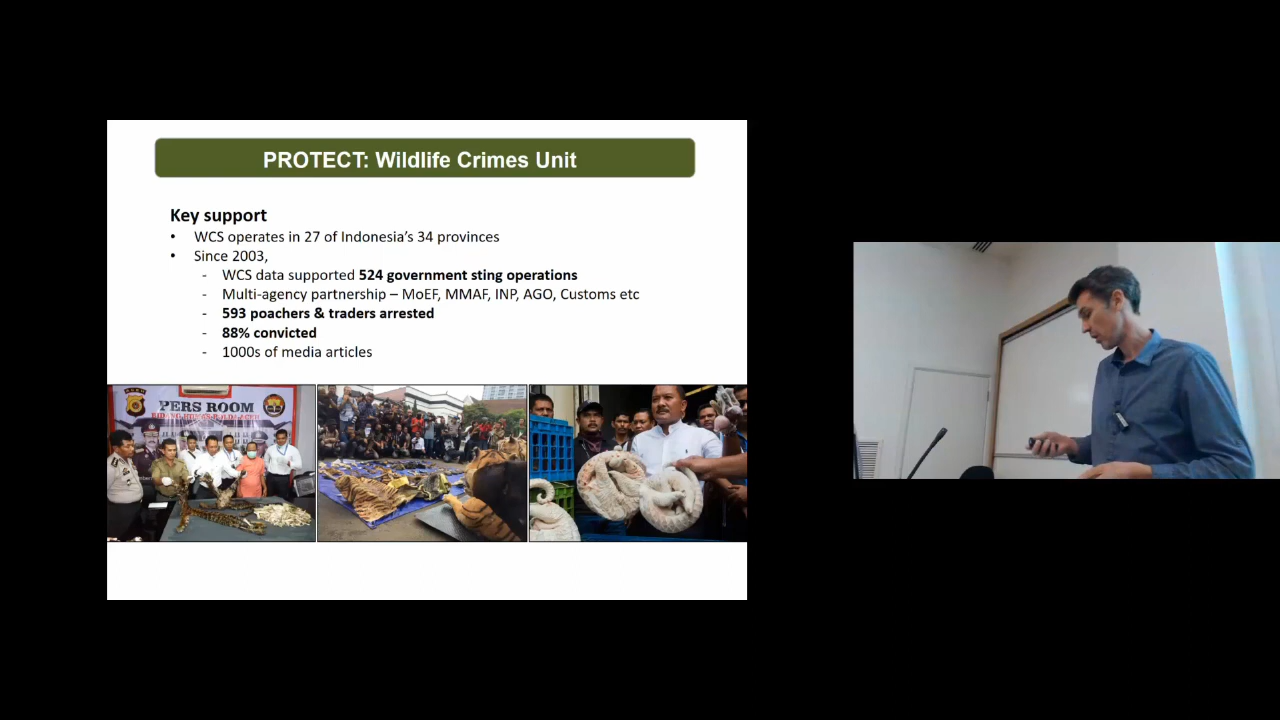 PROTECT: Wildlife Crimes Unit
Key support
• WCS operates in 27 of Indonesia's 34 provinces
• Since 2003,
- WCS data supported 524 government sting operations
- Multi-agency partnership – MoEF, MMAF, INP, AGO, Customs etc
- 593 poachers & traders arrested
- 88% convicted
- 1000s of media articles
PERS ROOM